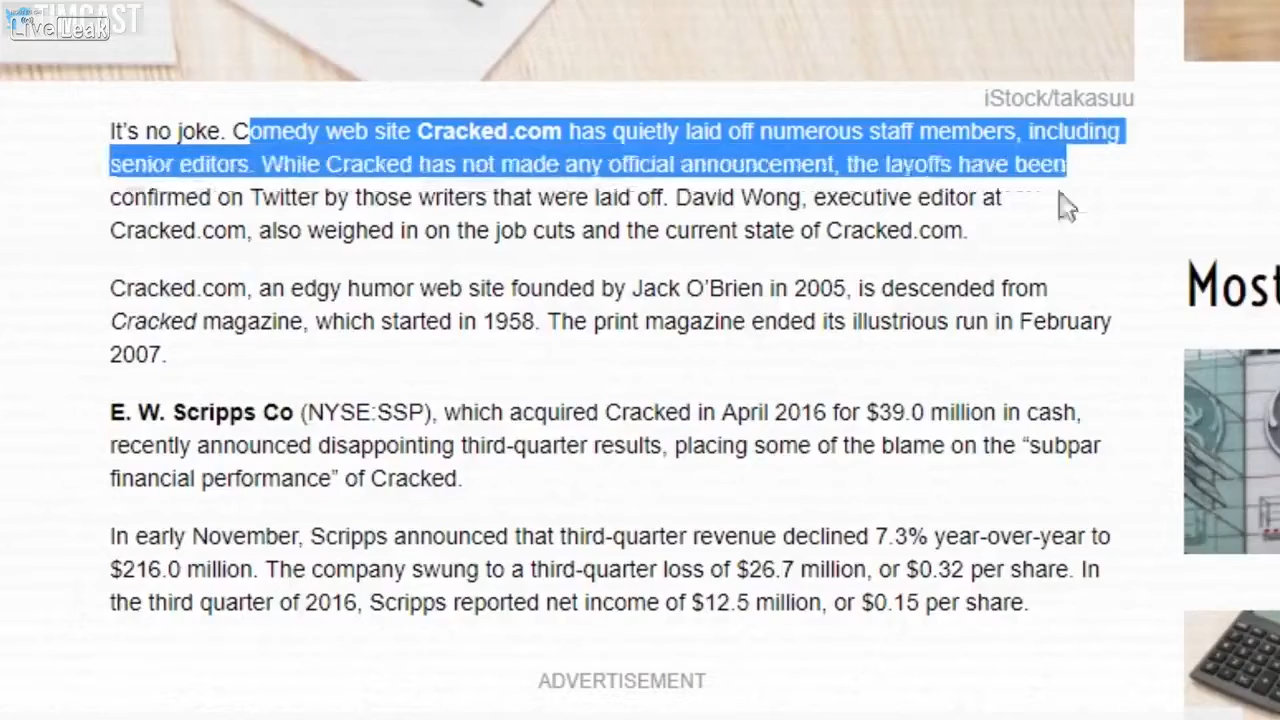 TIMCAST
LiveLeak
iStock/takasuu
It’s no joke. Comedy web site Cracked.com has quietly laid off numerous staff members, including
senior editors. While Cracked has not made any official announcement, the layoffs have been
confirmed on Twitter by those writers that were laid off. David Wong, executive editor at
Cracked.com, also weighed in on the job cuts and the current state of Cracked.com.
Cracked.com, an edgy humor web site founded by Jack O’Brien in 2005, is descended from
Cracked magazine, which started in 1958. The print magazine ended its illustrious run in February
2007.
E. W. Scripps Co (NYSE:SSP), which acquired Cracked in April 2016 for $39.0 million in cash,
recently announced disappointing third-quarter results, placing some of the blame on the “subpar
financial performance” of Cracked.
Most
In early November, Scripps announced that third-quarter revenue declined 7.3% year-over-year to
$216.0 million. The company swung to a third-quarter loss of $26.7 million, or $0.32 per share. In
the third quarter of 2016, Scripps reported net income of $12.5 million, or $0.15 per share.
ADVERTISEMENT